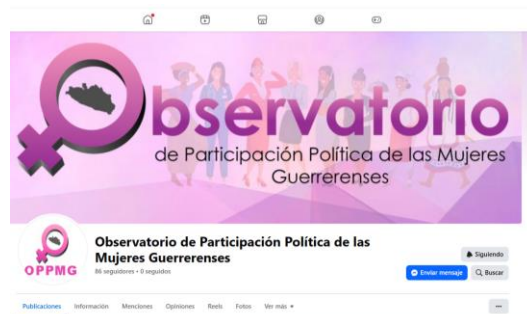 Observatorio
de Participación Política de las Mujeres
Guerrerenses
OPPMG
Observatorio de Participación Política de las
Mujeres Guerrerenses
86 seguidores • 0 seguidos
Siguiendo
Enviar mensaje
Buscar
Publicaciones Información Menciones Opiniones Reels Fotos Ver más